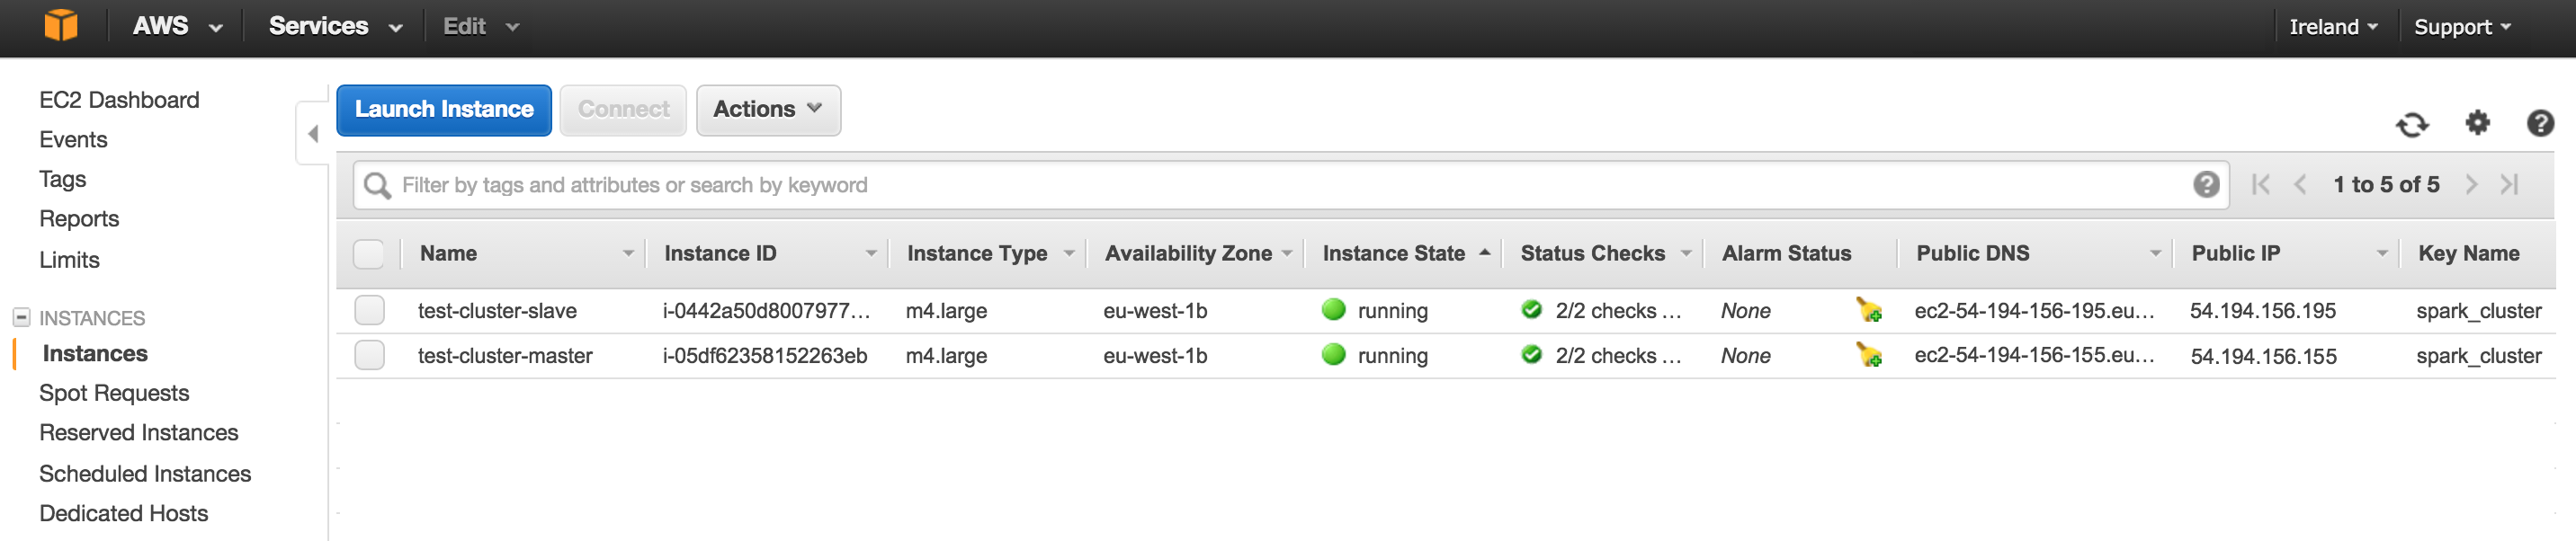 AWS Services Edit Ireland Support
EC2 Dashboard
Events
Tags
Reports
Limits
INSTANCES
Instances
Spot Requests
Reserved Instances
Scheduled Instances
Dedicated Hosts
Launch Instance Connect Actions
Filter by tags and attributes or search by keyword 1 to 5 of 5
Name Instance ID Instance Type Availability Zone Instance State Status Checks Alarm Status Public DNS Public IP Key Name
test-cluster-slave i-0442a50d8007977... m4.large eu-west-1b running 2/2 checks ... None ec2-54-194-156-195.eu... 54.194.156.195 spark_cluster
test-cluster-master i-05df62358152263eb m4.large eu-west-1b running 2/2 checks ... None ec2-54-194-156-155.eu... 54.194.156.155 spark_cluster